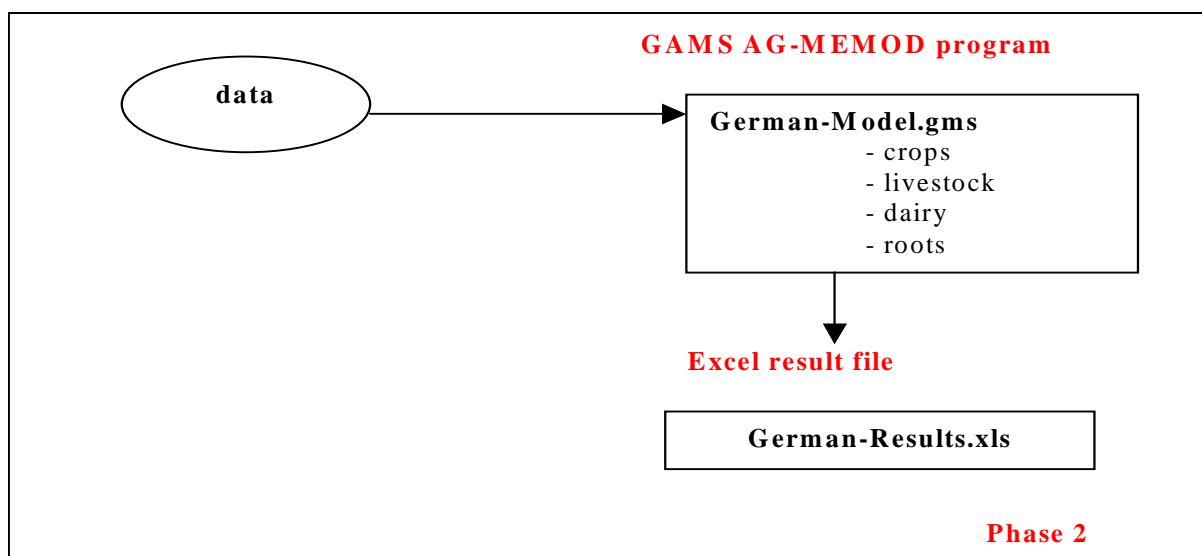 GAMS AG-MEMOD program
data
German-Model.gms
- crops
- livestock
- dairy
- roots
Excel result file
German-Results.xls
Phase 2